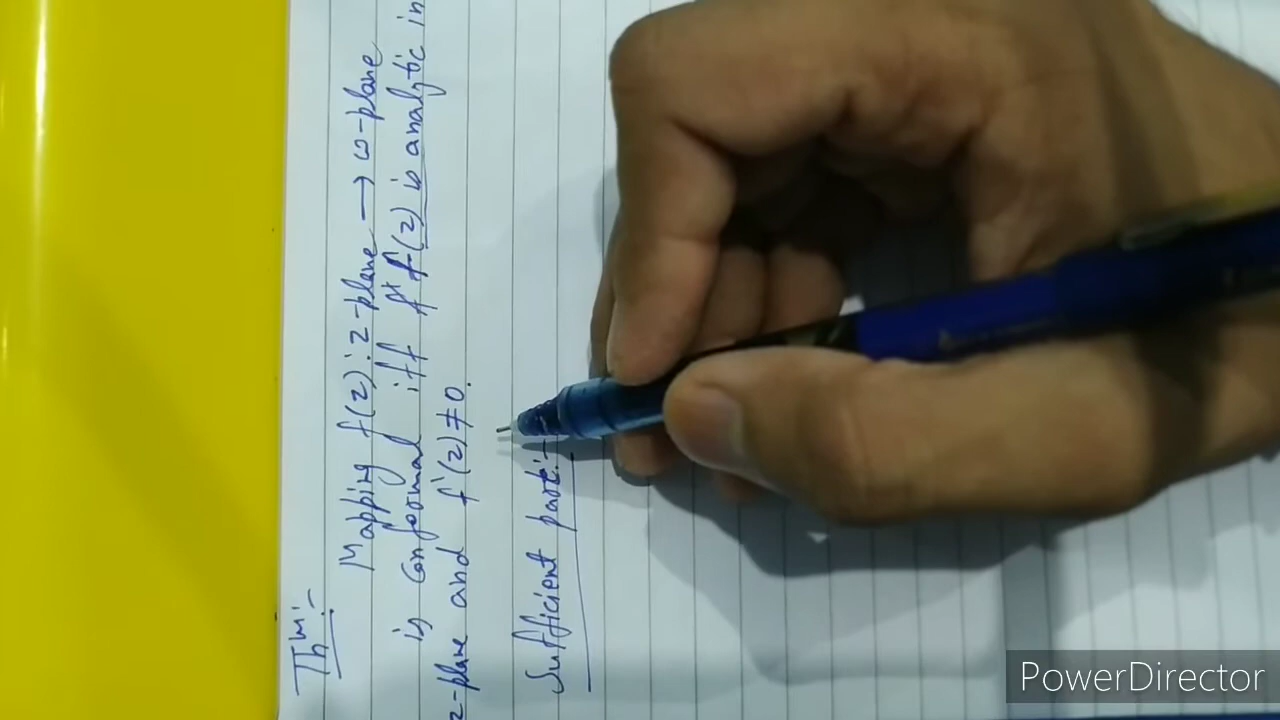 Thm:-
Mapping f(z): z-plane → w-plane
is conformal iff f(z) is analytic in
z-plane and f'(z) ≠ 0.
Sufficient part:-
PowerDirector